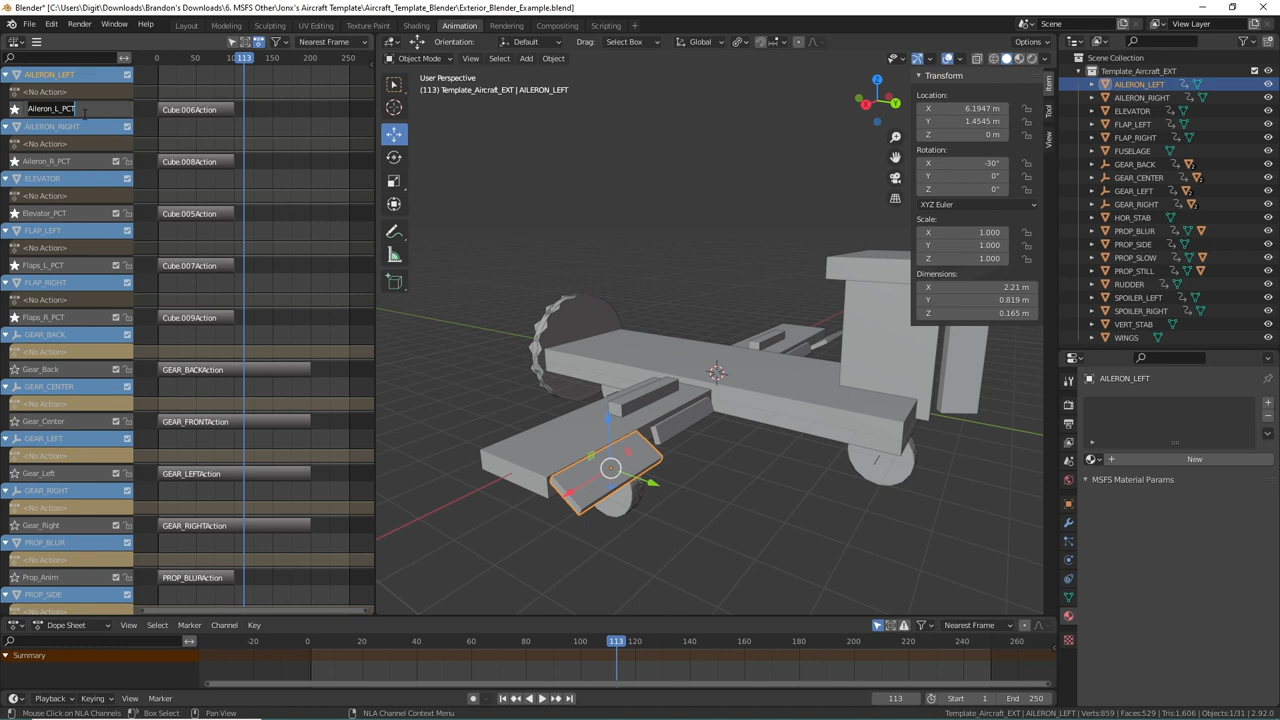 Blender* [C:\Users\Digit\Downloads\Brandon's Downloads\6. MSFS Other\Jonx's Aircraft Template\Aircraft_Template_Blender\Exterior_Blender_Example.blend]
File Edit Render Window Help Layout Modeling Sculpting UV Editing Texture Paint Shading Animation Rendering Compositing Scripting Scene View Layer
Nearest Frame Orientation: Default Drag: Select Box Global Options
0 50 100 113 150 200 250
Object Mode View Select Add Object
AILERON_LEFT
<No Action>
Aileron_L_PCT Cube.006Action
AILERON_RIGHT
<No Action>
Aileron_R_PCT Cube.008Action
ELEVATOR
<No Action>
Elevator_PCT Cube.005Action
FLAP_LEFT
<No Action>
Flaps_L_PCT Cube.007Action
FLAP_RIGHT
<No Action>
Flaps_R_PCT Cube.009Action
GEAR_BACK
<No Action>
Gear_Back GEAR_BACKAction
GEAR_CENTER
<No Action>
Gear_Center GEAR_FRONTAction
GEAR_LEFT
<No Action>
Gear_Left GEAR_LEFTAction
GEAR_RIGHT
<No Action>
Gear_Right GEAR_RIGHTAction
PROP_BLUR
<No Action>
Prop_Anim PROP_BLURAction
PROP_SIDE
<No Action>
User Perspective
(113) Template_Aircraft_EXT | AILERON_LEFT
X
Y
Z
Transform
Location:
X 6.1947 m
Y 1.4545 m
Z 0 m
Rotation:
X -30°
Y 0°
Z 0°
XYZ Euler
Scale:
X 1.000
Y 1.000
Z 1.000
Dimensions:
X 2.21 m
Y 0.819 m
Z 0.165 m
Item
Tool
View
Scene Collection
Template_Aircraft_EXT
AILERON_LEFT
AILERON_RIGHT
ELEVATOR
FLAP_LEFT
FLAP_RIGHT
FUSELAGE
GEAR_BACK
GEAR_CENTER
GEAR_LEFT
GEAR_RIGHT
HOR_STAB
PROP_BLUR
PROP_SIDE
PROP_SLOW
PROP_STILL
RUDDER
SPOILER_LEFT
SPOILER_RIGHT
VERT_STAB
WINGS
AILERON_LEFT
New
MSFS Material Params
Dope Sheet View Select Marker Channel Key Nearest Frame
-20 0 20 40 60 80 100 113 120 140 160 180 200 220 240 260
Summary
Playback Keying View Marker 113 Start 1 End 250
Mouse Click on NLA Channels Box Select Pan View NLA Channel Context Menu Template_Aircraft_EXT | AILERON_LEFT | Verts:859 | Faces:529 | Tris:1,606 | Objects:1/31 | 2.92.0